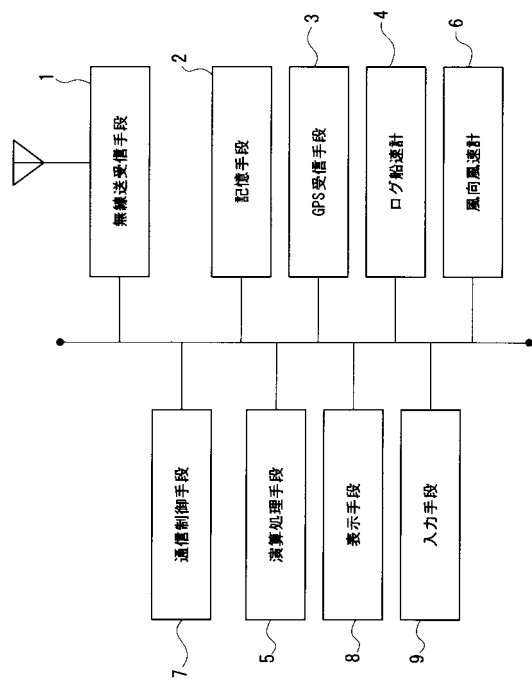 1
無線送受信手段
2
記憶手段
3
GPS受信手段
4
ログ船速計
6
風向風速計
通信制御手段
7
演算処理手段
5
表示手段
8
入力手段
9